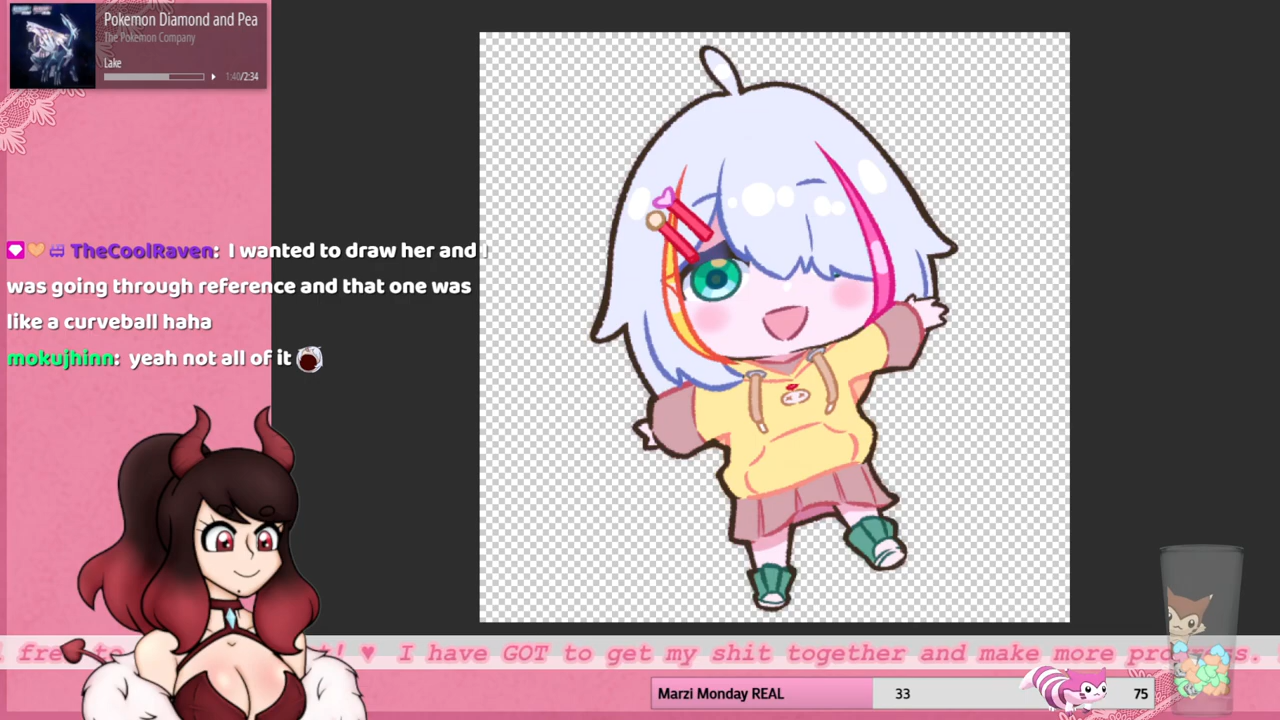 Pokemon Diamond and Pea
The Pokemon Company
Lake
1:40/2:34
TheCoolRaven: I wanted to draw her and I
was going through reference and that one was
like a curveball haha
mokujhinn: yeah not all of it
fre t! ♥ I have GOT to get my shit together and make more progress.
Marzi Monday REAL 33 75